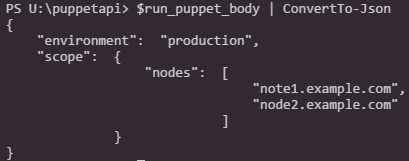 PS U:\puppetapi> $run_puppet_body | ConvertTo-Json
{
    "environment":  "production",
    "scope":  {
                  "nodes":  [
                                "note1.example.com",
                                "node2.example.com"
                            ]
              }
}